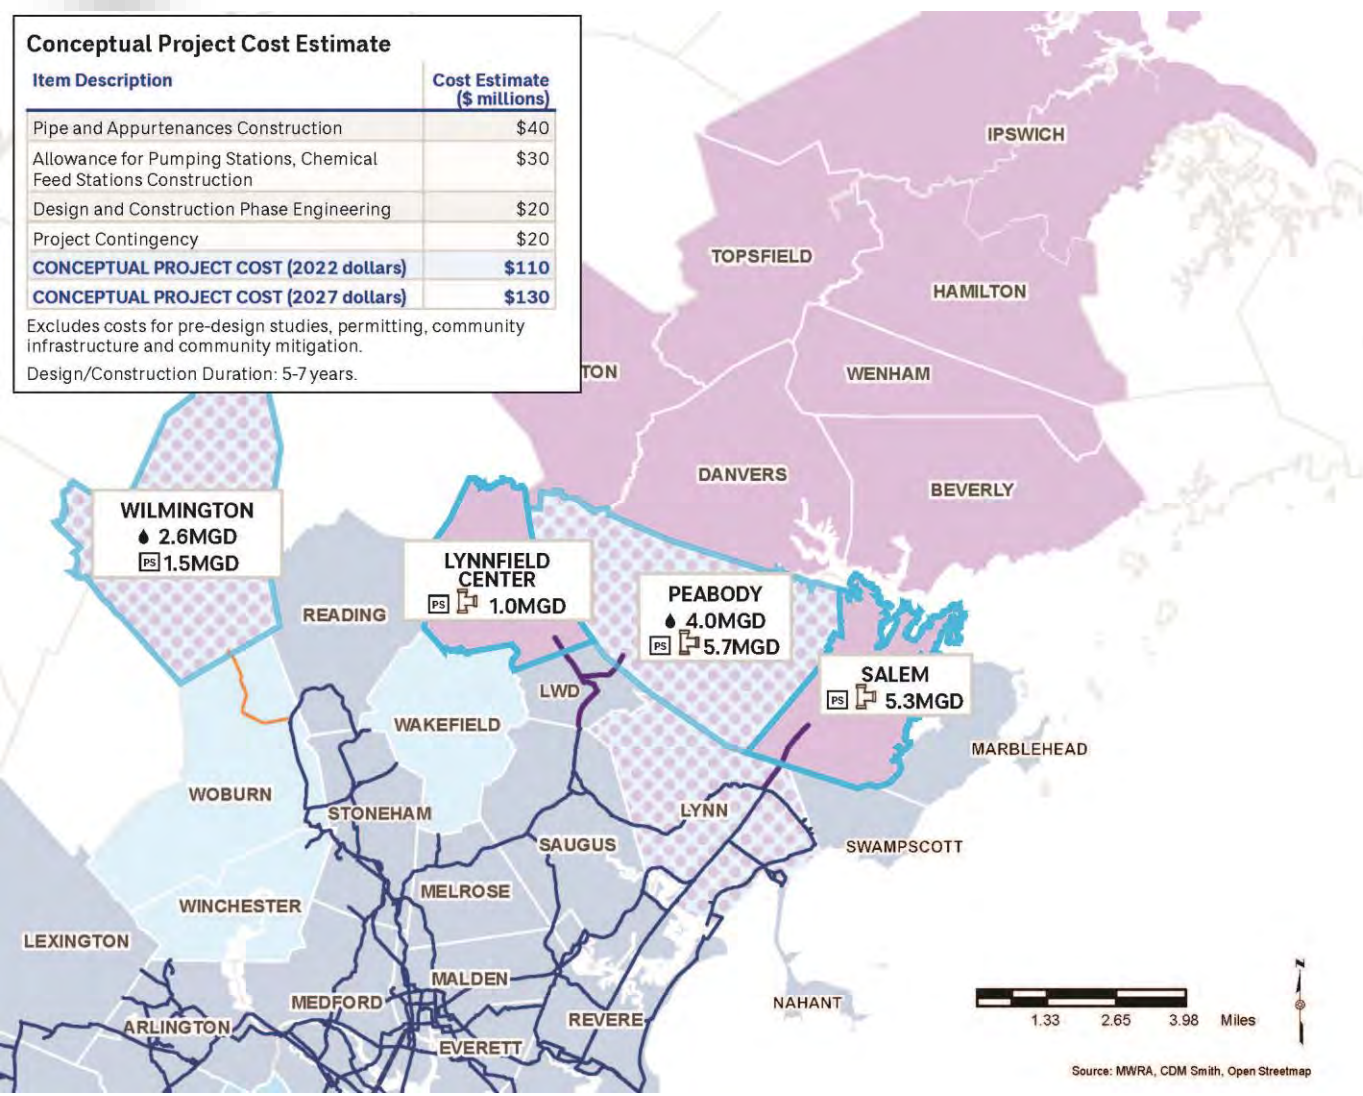 Conceptual Project Cost Estimate
Item Description Cost Estimate
($ millions)
Pipe and Appurtenances Construction $40
Allowance for Pumping Stations, Chemical $30
Feed Stations Construction
Design and Construction Phase Engineering $20
Project Contingency $20
CONCEPTUAL PROJECT COST (2022 dollars) $110
CONCEPTUAL PROJECT COST (2027 dollars) $130
Excludes costs for pre-design studies, permitting, community
infrastructure and community mitigation.
Design/Construction Duration: 5-7 years.
IPSWICH
TOPSFIELD
HAMILTON
TON
WENHAM
DANVERS
BEVERLY
WILMINGTON
2.6MGD
PS 1.5MGD
LYNNFIELD
CENTER
PS 1.0MGD
READING
PEABODY
4.0MGD
PS 5.7MGD
SALEM
PS 5.3MGD
LWD
WAKEFIELD
MARBLEHEAD
WOBURN
STONEHAM
LYNN
SAUGUS
SWAMPSCOTT
MELROSE
WINCHESTER
LEXINGTON
MALDEN
MEDFORD
NAHANT
REVERE
ARLINGTON
EVERETT
N
1.33 2.65 3.98 Miles
Source: MWRA, CDM Smith, Open Streetmap